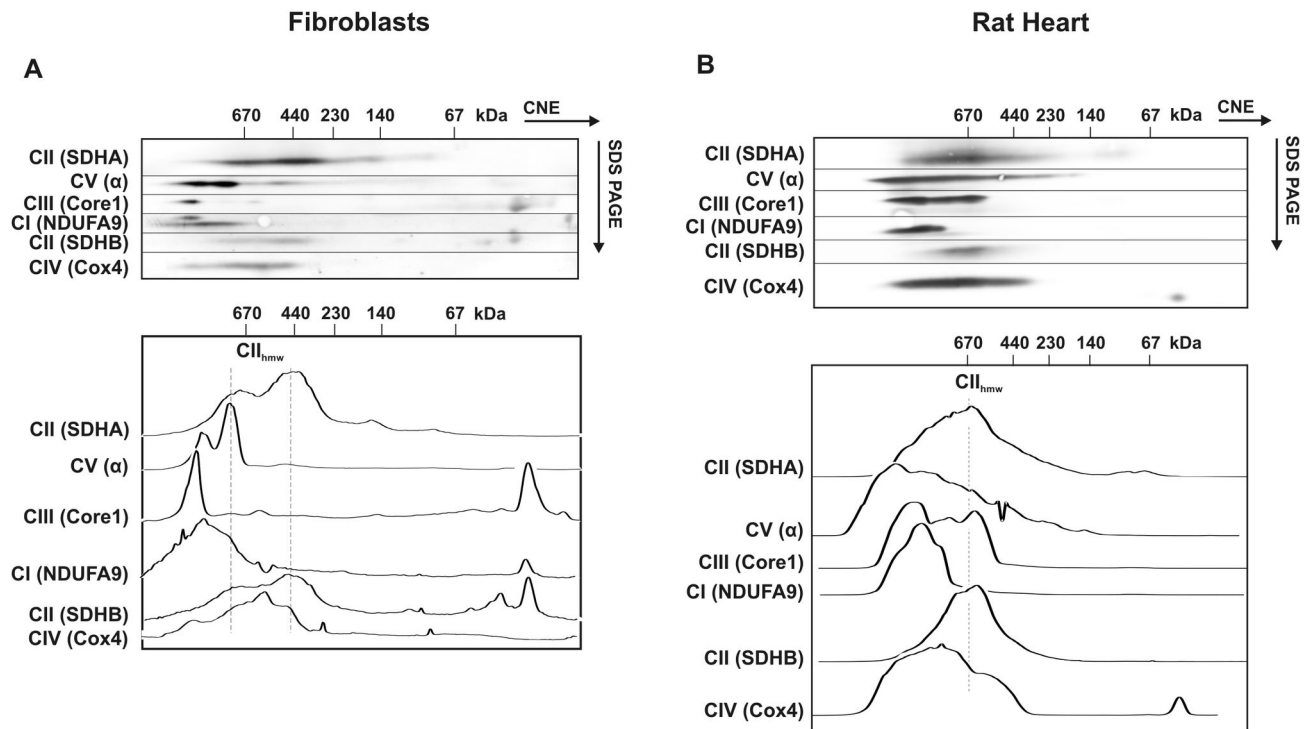 Fibroblasts
A
670 440 230 140 67 kDa CNE
SDS PAGE
CII (SDHA)
CV (α)
CIII (Core1)
CI (NDUFA9)
CII (SDHB)
CIV (Cox4)
670 440 230 140 67 kDa
CII hmw
CII (SDHA)
CV (α)
CIII (Core1)
CI (NDUFA9)
CII (SDHB)
CIV (Cox4)
Rat Heart
B
670 440 230 140 67 kDa CNE
SDS PAGE
CII (SDHA)
CV (α)
CIII (Core1)
CI (NDUFA9)
CII (SDHB)
CIV (Cox4)
670 440 230 140 67 kDa
CII hmw
CII (SDHA)
CV (α)
CIII (Core1)
CI (NDUFA9)
CII (SDHB)
CIV (Cox4)